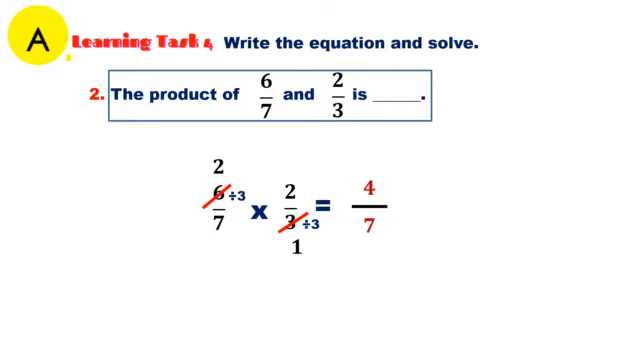 A Learning Task 4 Write the equation and solve.
2. The product of 6/7 and 2/3 is _____.
2
6 ÷3 2 4
x =
7 3 ÷3 7
1